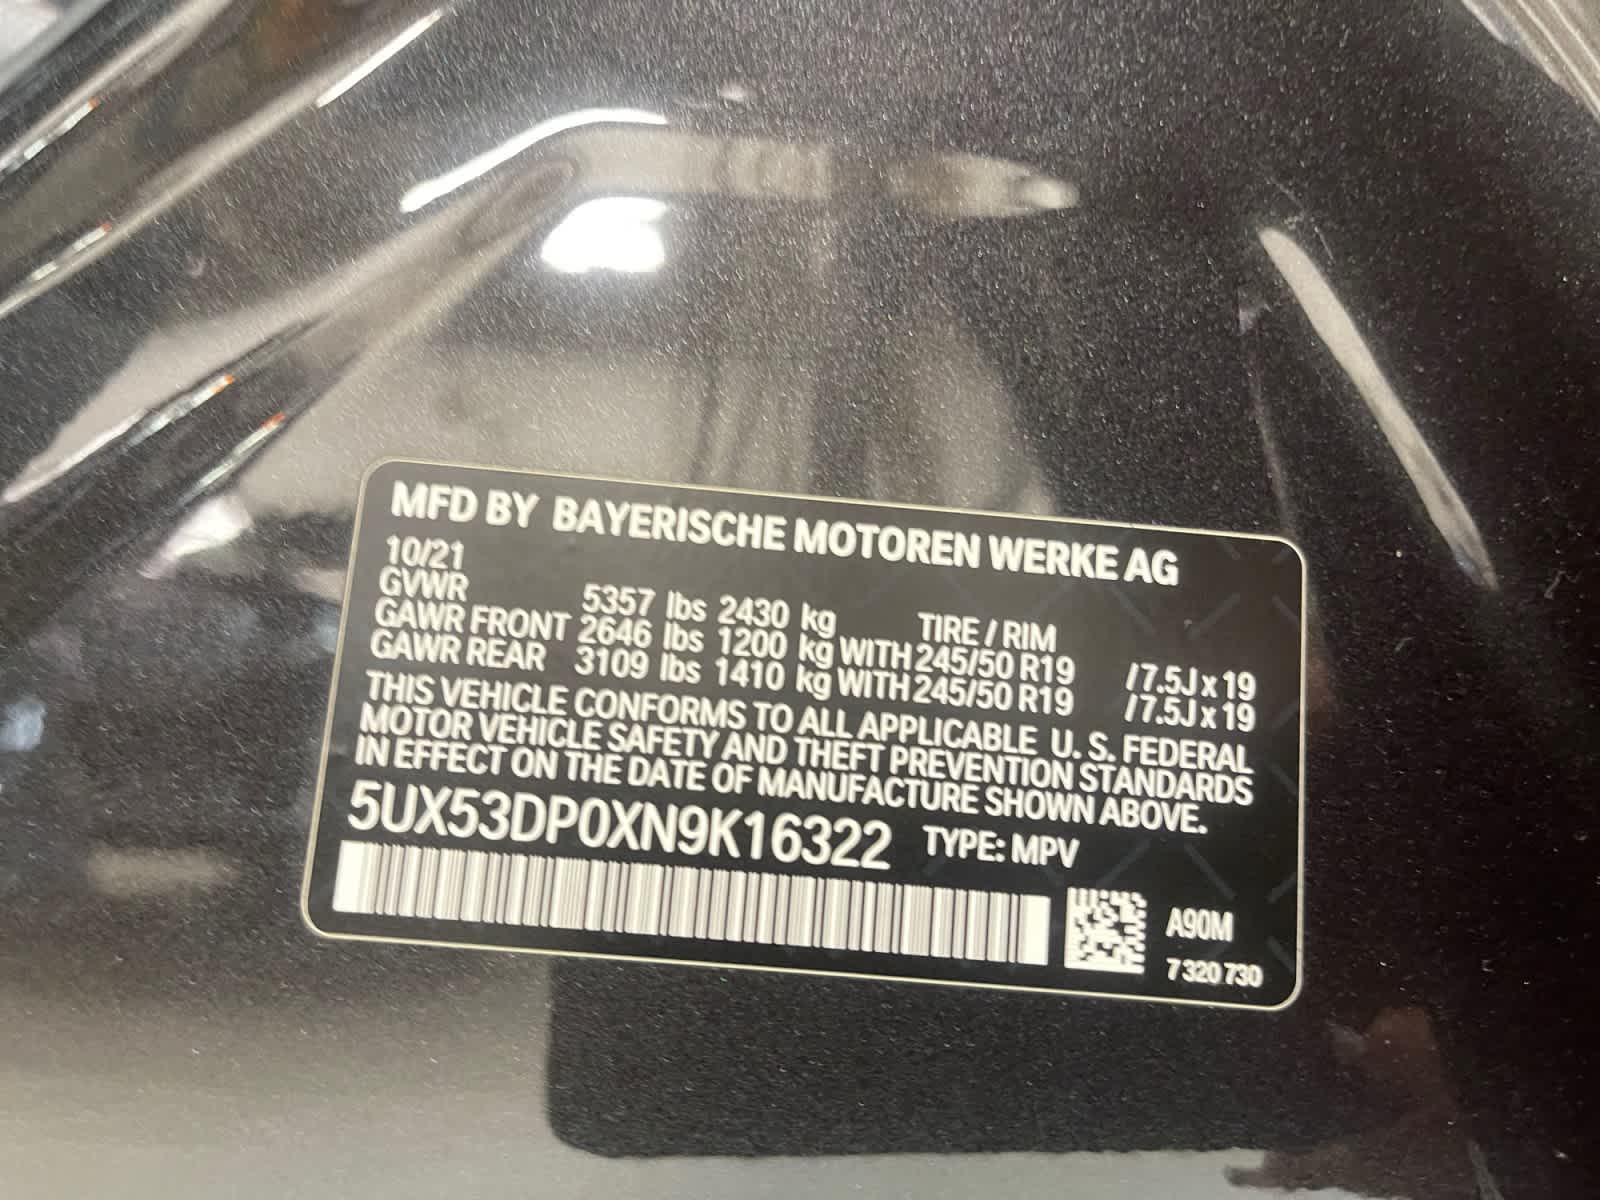 MFD BY BAYERISCHE MOTOREN WERKE AG
10/21
GVWR 5357 lbs 2430 kg TIRE / RIM
GAWR FRONT 2646 lbs 1200 kg WITH 245/50 R19 / 7.5J x 19
GAWR REAR 3109 lbs 1410 kg WITH 245/50 R19 / 7.5J x 19
THIS VEHICLE CONFORMS TO ALL APPLICABLE U. S. FEDERAL
MOTOR VEHICLE SAFETY AND THEFT PREVENTION STANDARDS
IN EFFECT ON THE DATE OF MANUFACTURE SHOWN ABOVE.
5UX53DP0XN9K16322 TYPE: MPV
A90M
7 320 730